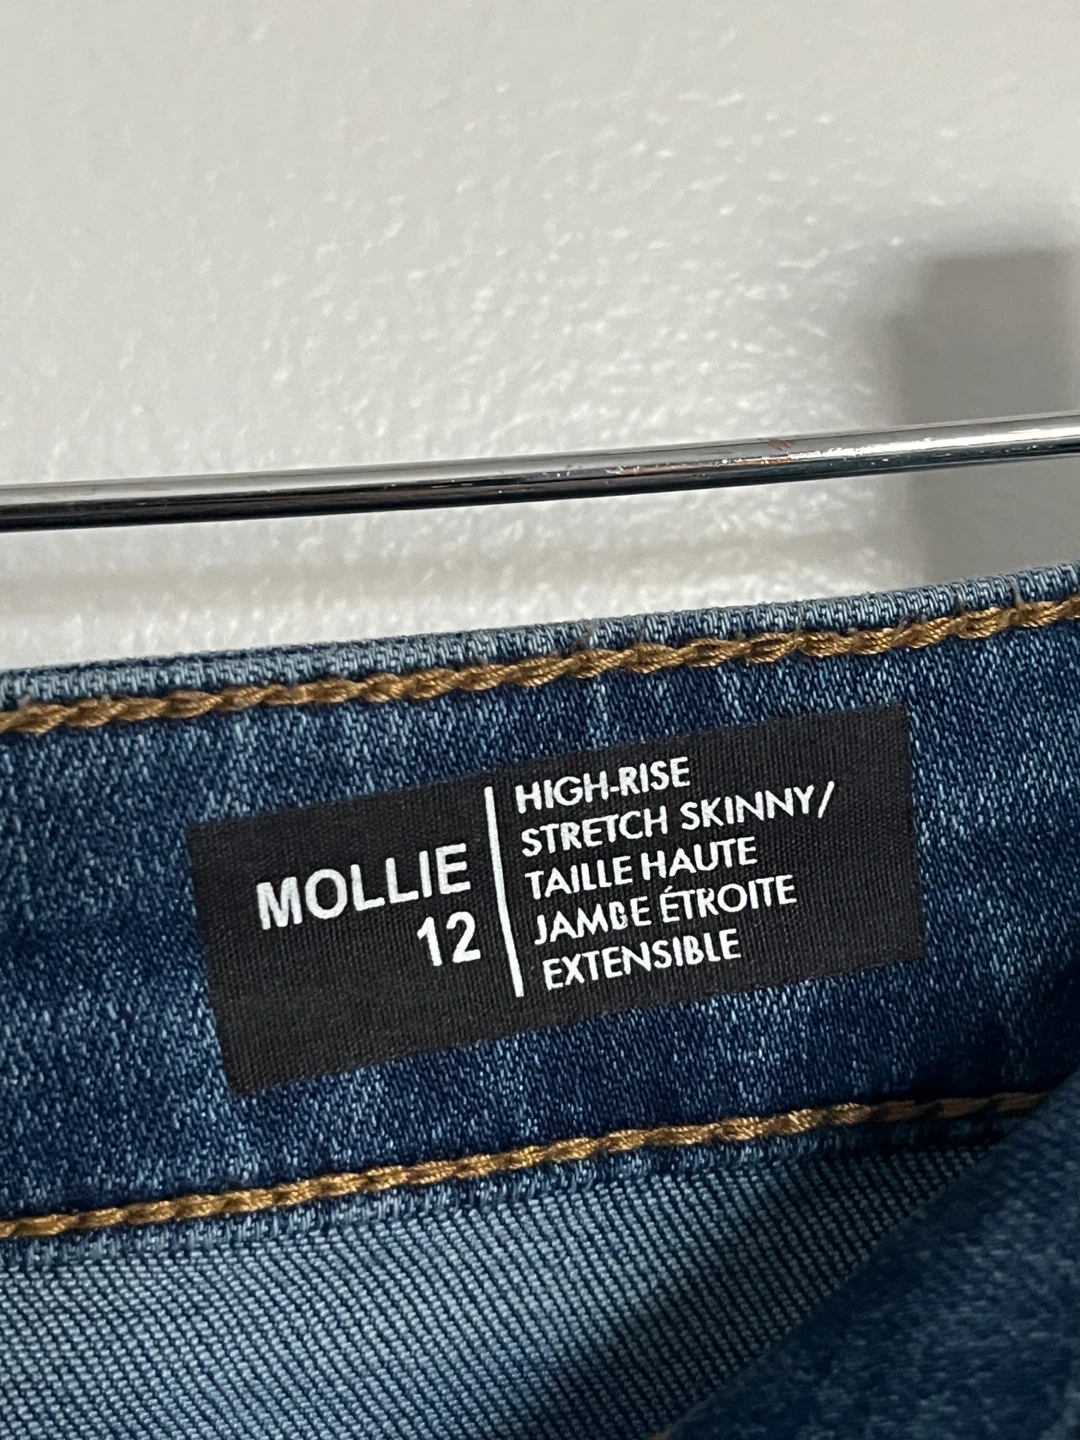 MOLLIE
12
HIGH-RISE
STRETCH SKINNY/
TAILLE HAUTE
JAMBE ÉTROITE
EXTENSIBLE